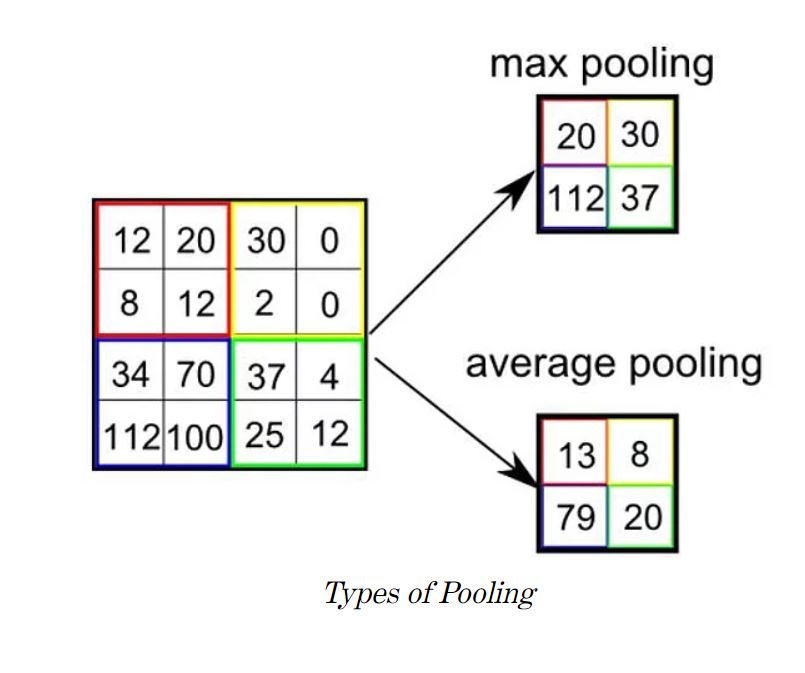 max pooling
20 30
112 37
12 20 30 0
8 12 2 0
34 70 37 4
112 100 25 12
average pooling
13 8
79 20
Types of Pooling